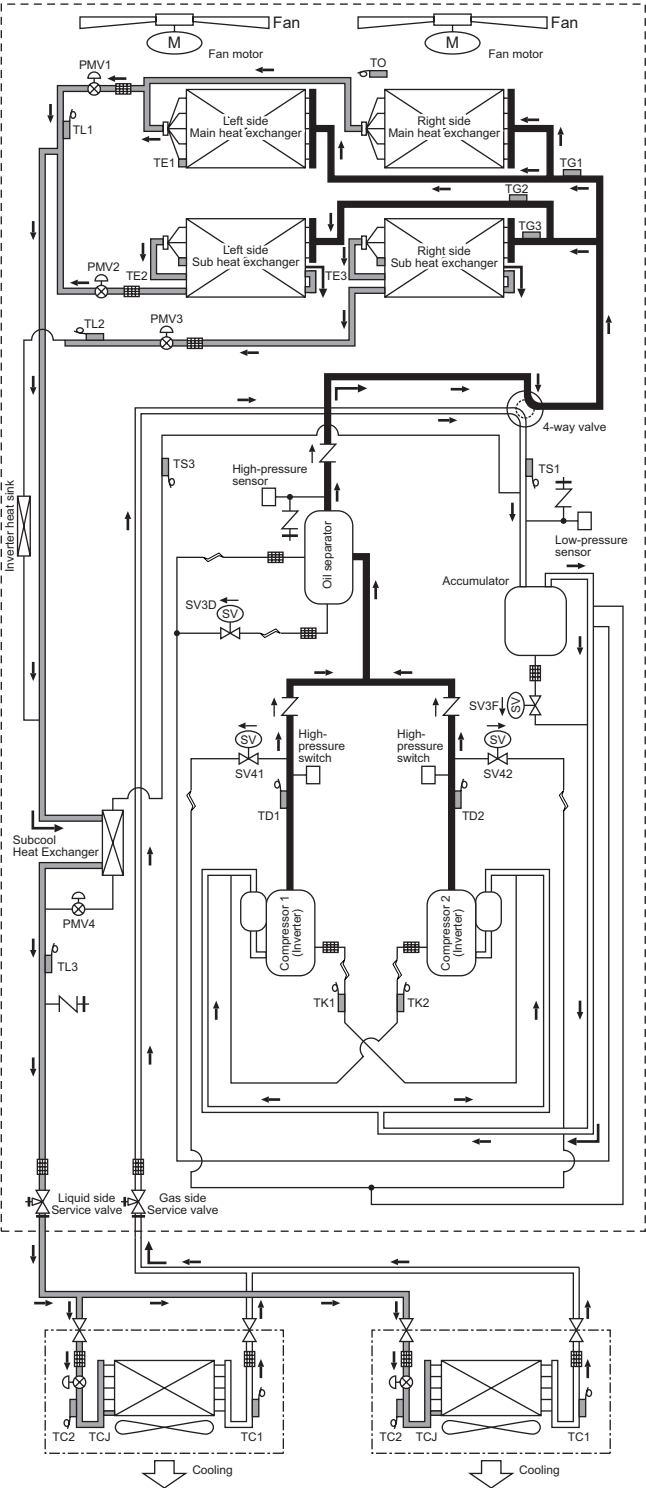 Fan
Fan
M
M
Fan motor
Fan motor
PMV1
TO
TL1
Left side
Main heat exchanger
Right side
Main heat exchanger
TE1
TG1
TG2
TG3
Left side
Sub heat exchanger
Right side
Sub heat exchanger
PMV2
TE2
TE3
TL2
PMV3
4-way valve
TS3
High-pressure
sensor
TS1
Inverter heat sink
Oil separator
Low-pressure
sensor
Accumulator
SV3D
SV
SV3F
SV
SV
SV41
High-
pressure
switch
High-
pressure
switch
SV
SV42
TD1
TD2
Subcool
Heat Exchanger
PMV4
Compressor 1
(Inverter)
Compressor 2
(Inverter)
TL3
TK1
TK2
Liquid side
Service valve
Gas side
Service valve
TC2
TCJ
TC1
TC2
TCJ
TC1
Cooling
Cooling